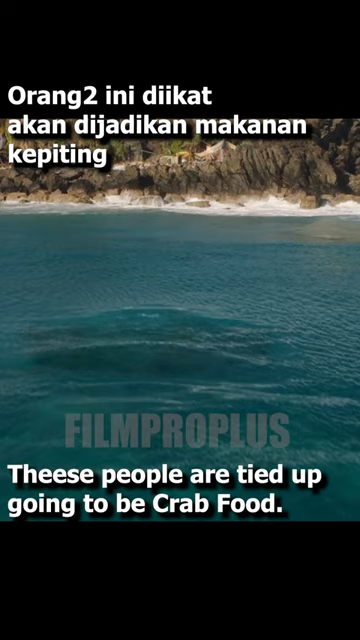 Orang2 ini diikat
akan dijadikan makanan
kepiting
FILMPROPLUS
Theese people are tied up
going to be Crab Food.